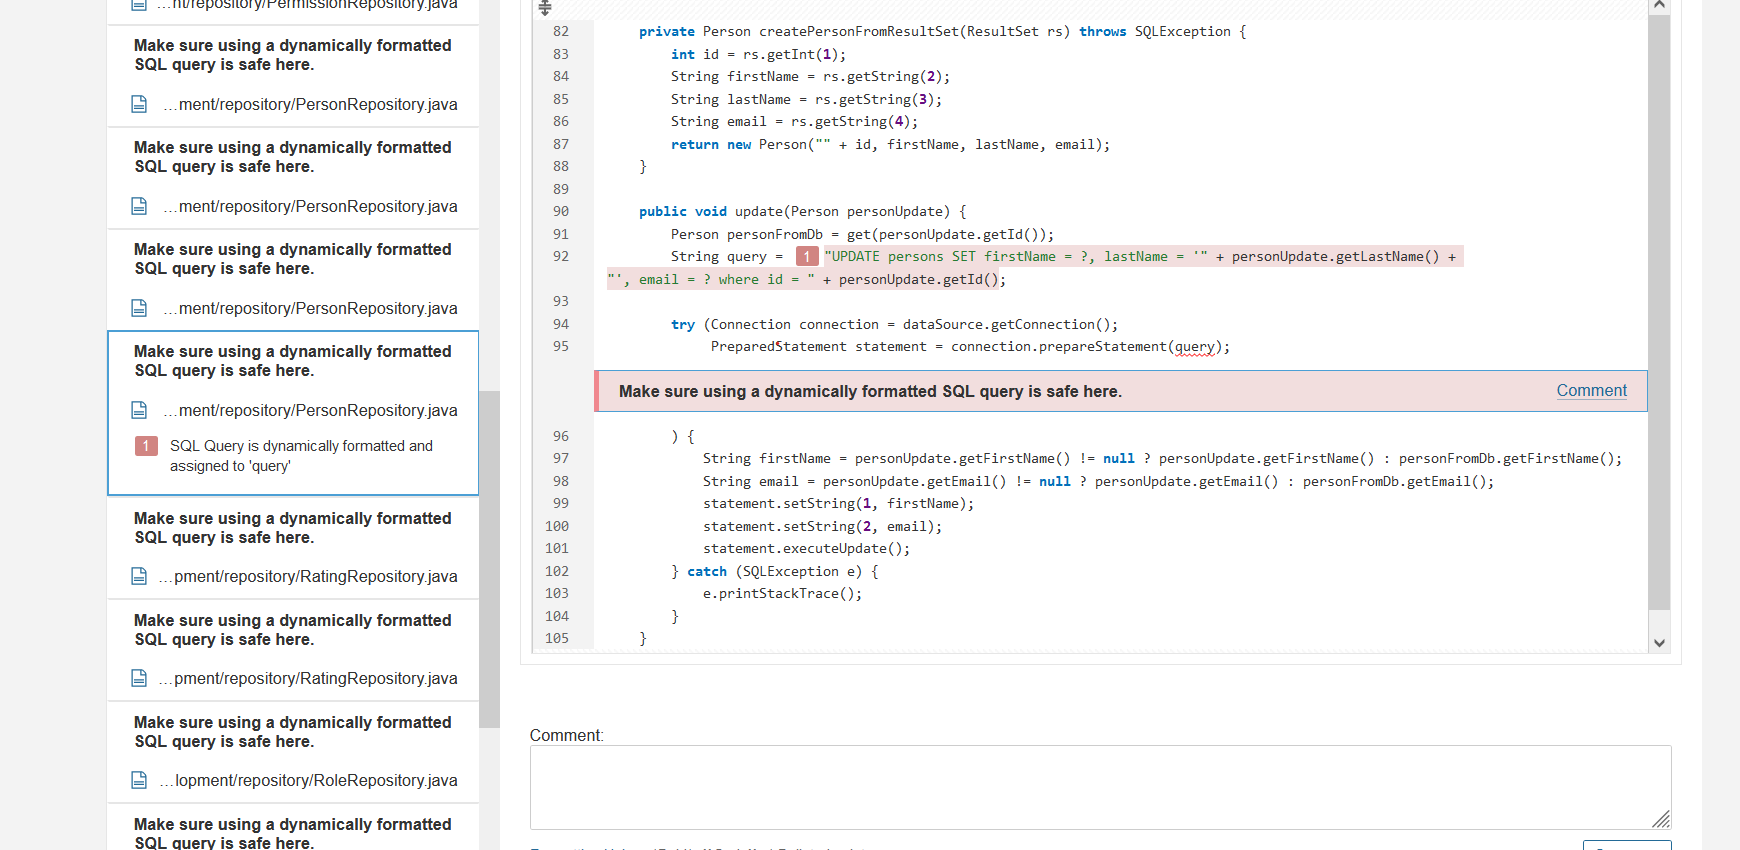 ...nt/repository/PermissionRepository.java
Make sure using a dynamically formatted
SQL query is safe here.
...ment/repository/PersonRepository.java
Make sure using a dynamically formatted
SQL query is safe here.
...ment/repository/PersonRepository.java
Make sure using a dynamically formatted
SQL query is safe here.
...ment/repository/PersonRepository.java
Make sure using a dynamically formatted
SQL query is safe here.
...ment/repository/PersonRepository.java
1 SQL Query is dynamically formatted and
assigned to 'query'
Make sure using a dynamically formatted
SQL query is safe here.
...pment/repository/RatingRepository.java
Make sure using a dynamically formatted
SQL query is safe here.
...pment/repository/RatingRepository.java
Make sure using a dynamically formatted
SQL query is safe here.
...lopment/repository/RoleRepository.java
Make sure using a dynamically formatted
SQL query is safe here.
82 private Person createPersonFromResultSet(ResultSet rs) throws SQLException {
83 int id = rs.getInt(1);
84 String firstName = rs.getString(2);
85 String lastName = rs.getString(3);
86 String email = rs.getString(4);
87 return new Person("" + id, firstName, lastName, email);
88 }
89
90 public void update(Person personUpdate) {
91 Person personFromDb = get(personUpdate.getId());
92 String query = 1 "UPDATE persons SET firstName = ?, lastName = '" + personUpdate.getLastName() +
"', email = ? where id = " + personUpdate.getId();
93
94 try (Connection connection = dataSource.getConnection();
95 PreparedStatement statement = connection.prepareStatement(query);
Make sure using a dynamically formatted SQL query is safe here. Comment
96 ) {
97 String firstName = personUpdate.getFirstName() != null ? personUpdate.getFirstName() : personFromDb.getFirstName();
98 String email = personUpdate.getEmail() != null ? personUpdate.getEmail() : personFromDb.getEmail();
99 statement.setString(1, firstName);
100 statement.setString(2, email);
101 statement.executeUpdate();
102 } catch (SQLException e) {
103 e.printStackTrace();
104 }
105 }
Comment: